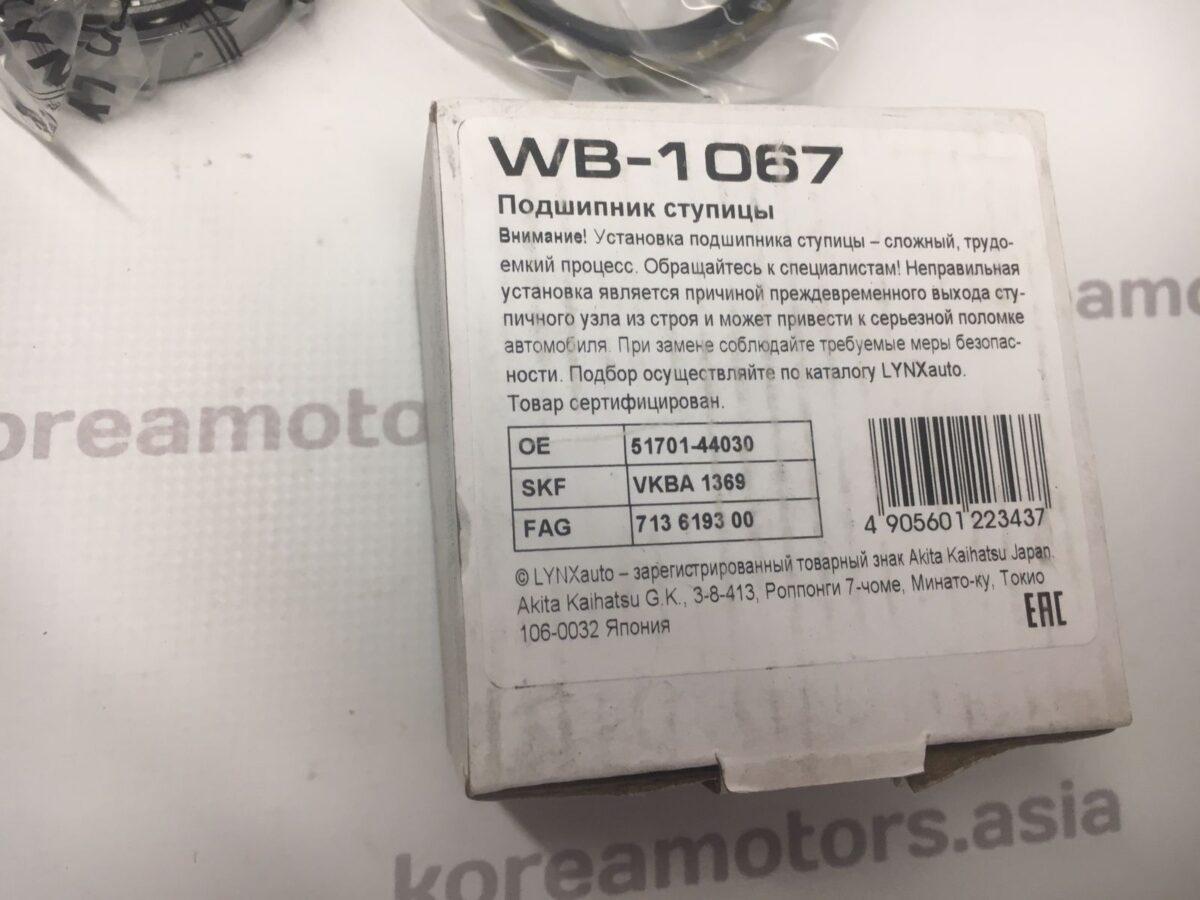 WB-1067
Подшипник ступицы
Внимание! Установка подшипника ступицы – сложный, трудо-
емкий процесс. Обращайтесь к специалистам! Неправильная
установка является причиной преждевременного выхода сту-
пичного узла из строя и может привести к серьезной поломке
автомобиля. При замене соблюдайте требуемые меры безопас-
ности. Подбор осуществляйте по каталогу LYNXauto.
Товар сертифицирован.
OE 51701-44030
SKF VKBA 1369
FAG 713 6193 00
4 905601 223437
© LYNXauto – зарегистрированный товарный знак Akita Kaihatsu Japan.
Akita Kaihatsu G.K., 3-8-413, Роппонги 7-чоме, Минато-ку, Токио
106-0032 Япония
EAC
koreamoto
amo
koreamotors.asia